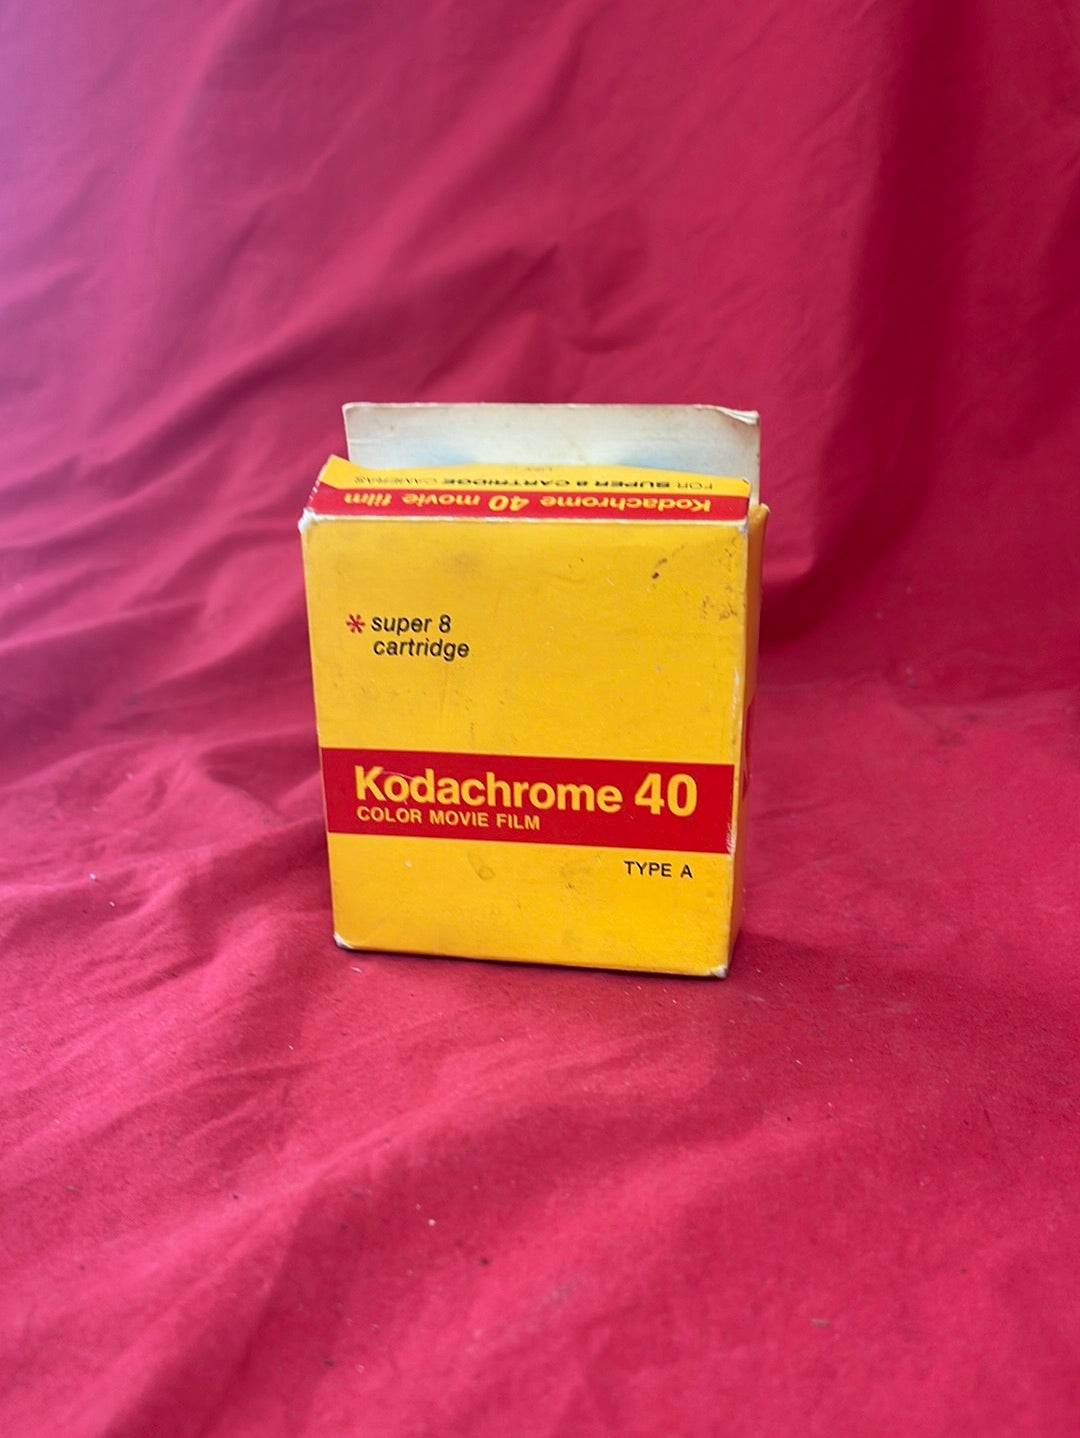 FOR SUPER 8 CARTRIDGE CAMERAS
Kodachrome 40 movie film
* super 8
cartridge
Kodachrome 40
COLOR MOVIE FILM
TYPE A